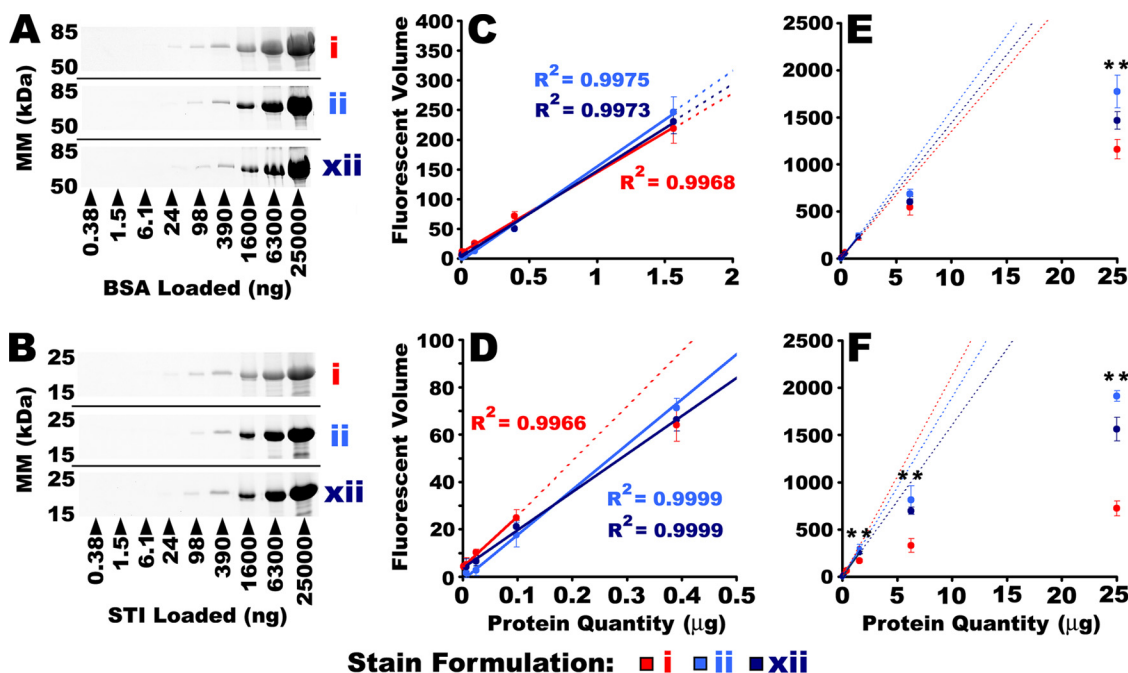 A
MM (kDa)
85
50
i
85
50
ii
85
50
xii
0.38 1.5 6.1 24 98 390 1600 6300 25000
BSA Loaded (ng)
B
MM (kDa)
25
15
i
25
15
ii
25
15
xii
0.38 1.5 6.1 24 98 390 1600 6300 25000
STI Loaded (ng)
C
Fluorescent Volume
400
350
300
250
200
150
100
50
0
R2 = 0.9975
R2 = 0.9973
R2 = 0.9968
0 0.5 1 1.5 2
D
Fluorescent Volume
100
80
60
40
20
0
R2 = 0.9966
R2 = 0.9999
R2 = 0.9999
0 0.1 0.2 0.3 0.4 0.5
Protein Quantity (μg)
E
2500
2000
1500
1000
500
0
**
0 5 10 15 20 25
F
2500
2000
1500
1000
500
0
**
**
**
0 5 10 15 20 25
Protein Quantity (μg)
Stain Formulation: i ii xii